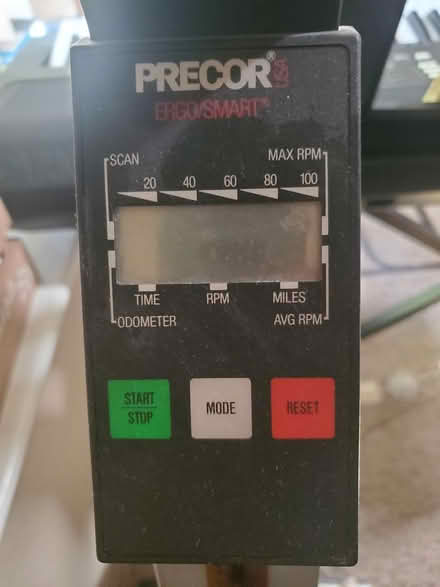 PRECOR® USA
ERGO/SMART®
SCAN MAX RPM
20 40 60 80 100
TIME RPM MILES
ODOMETER AVG RPM
START MODE RESET
STOP